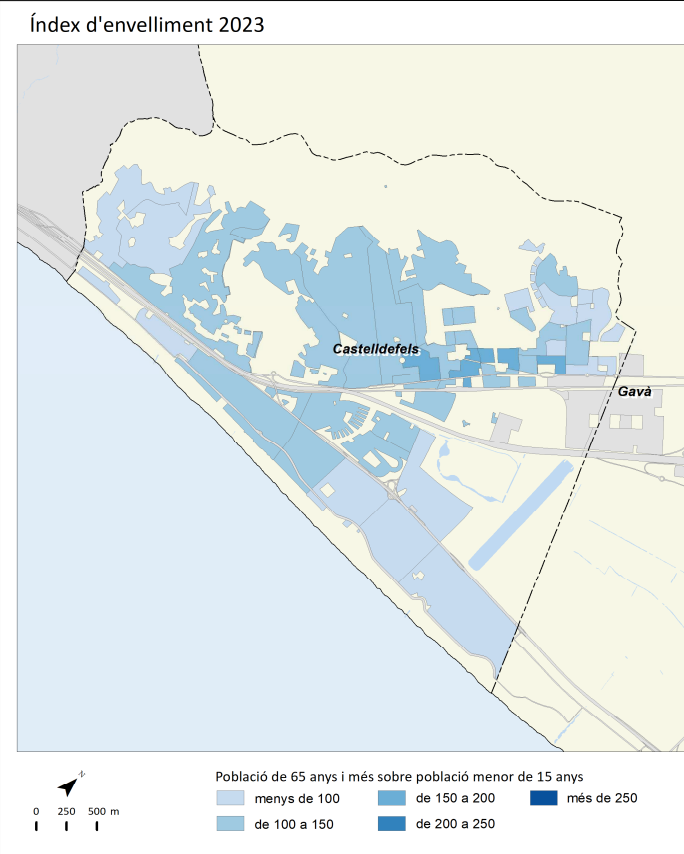 Índex d'envelliment 2023
Castelldefels
Gavà
N
0 250 500 m
Població de 65 anys i més sobre població menor de 15 anys
menys de 100
de 150 a 200
més de 250
de 100 a 150
de 200 a 250